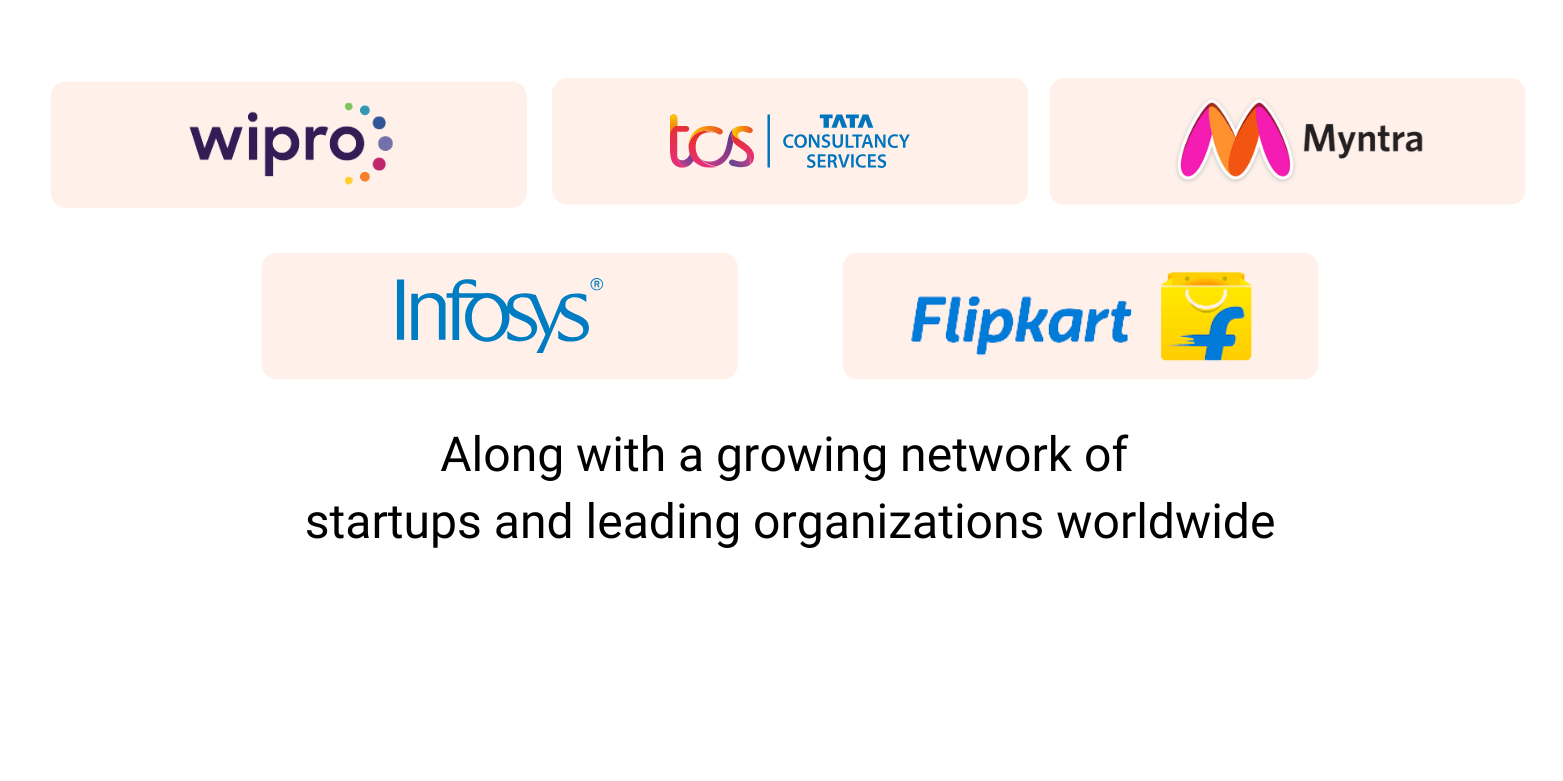 wipro
tcs
TATA
CONSULTANCY
SERVICES
Myntra
Infosys®
Flipkart
f
Along with a growing network of
startups and leading organizations worldwide